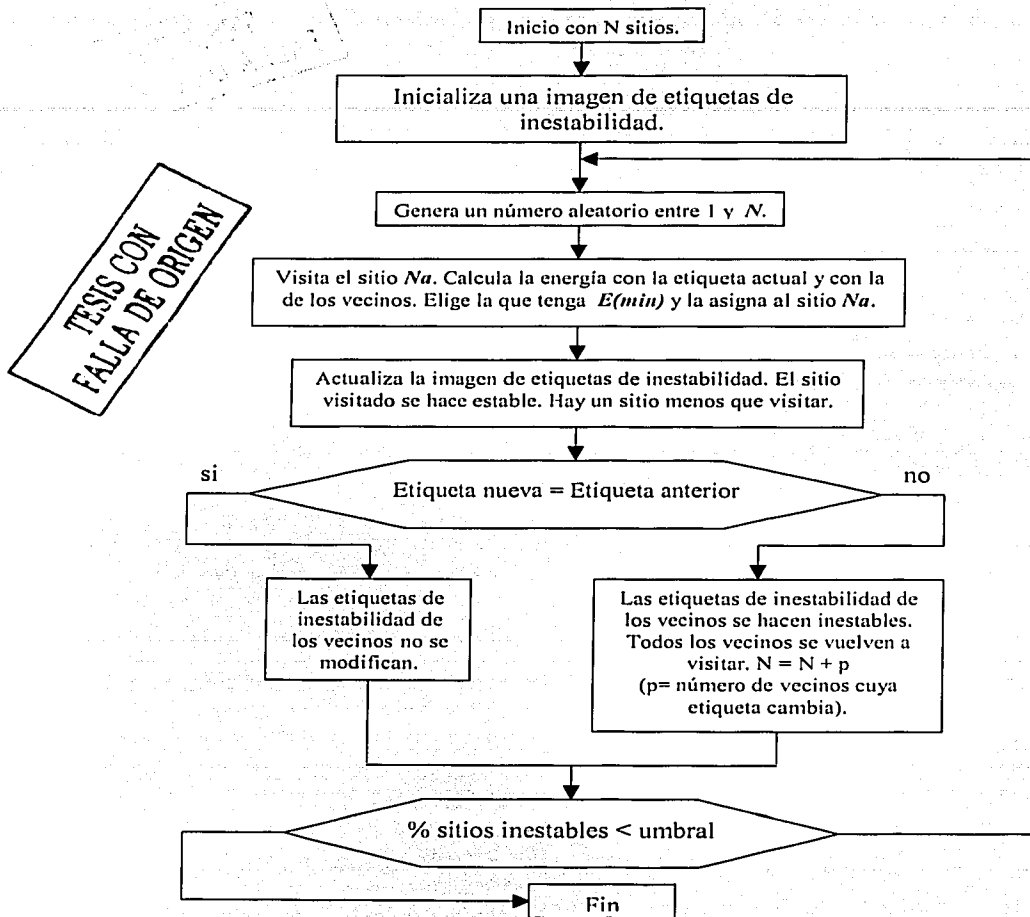 Inicio con N sitios.
Inicializa una imagen de etiquetas de
inestabilidad.
TESIS CON
FALLA DE ORIGEN
Genera un número aleatorio entre 1 y N.
Visita el sitio Na. Calcula la energía con la etiqueta actual y con la
de los vecinos. Elige la que tenga E(min) y la asigna al sitio Na.
Actualiza la imagen de etiquetas de inestabilidad. El sitio
visitado se hace estable. Hay un sitio menos que visitar.
si
Etiqueta nueva = Etiqueta anterior
no
Las etiquetas de
inestabilidad de
los vecinos no se
modifican.
Las etiquetas de inestabilidad de
los vecinos se hacen inestables.
Todos los vecinos se vuelven a
visitar. N = N + p
(p= número de vecinos cuya
etiqueta cambia).
% sitios inestables < umbral
Fin